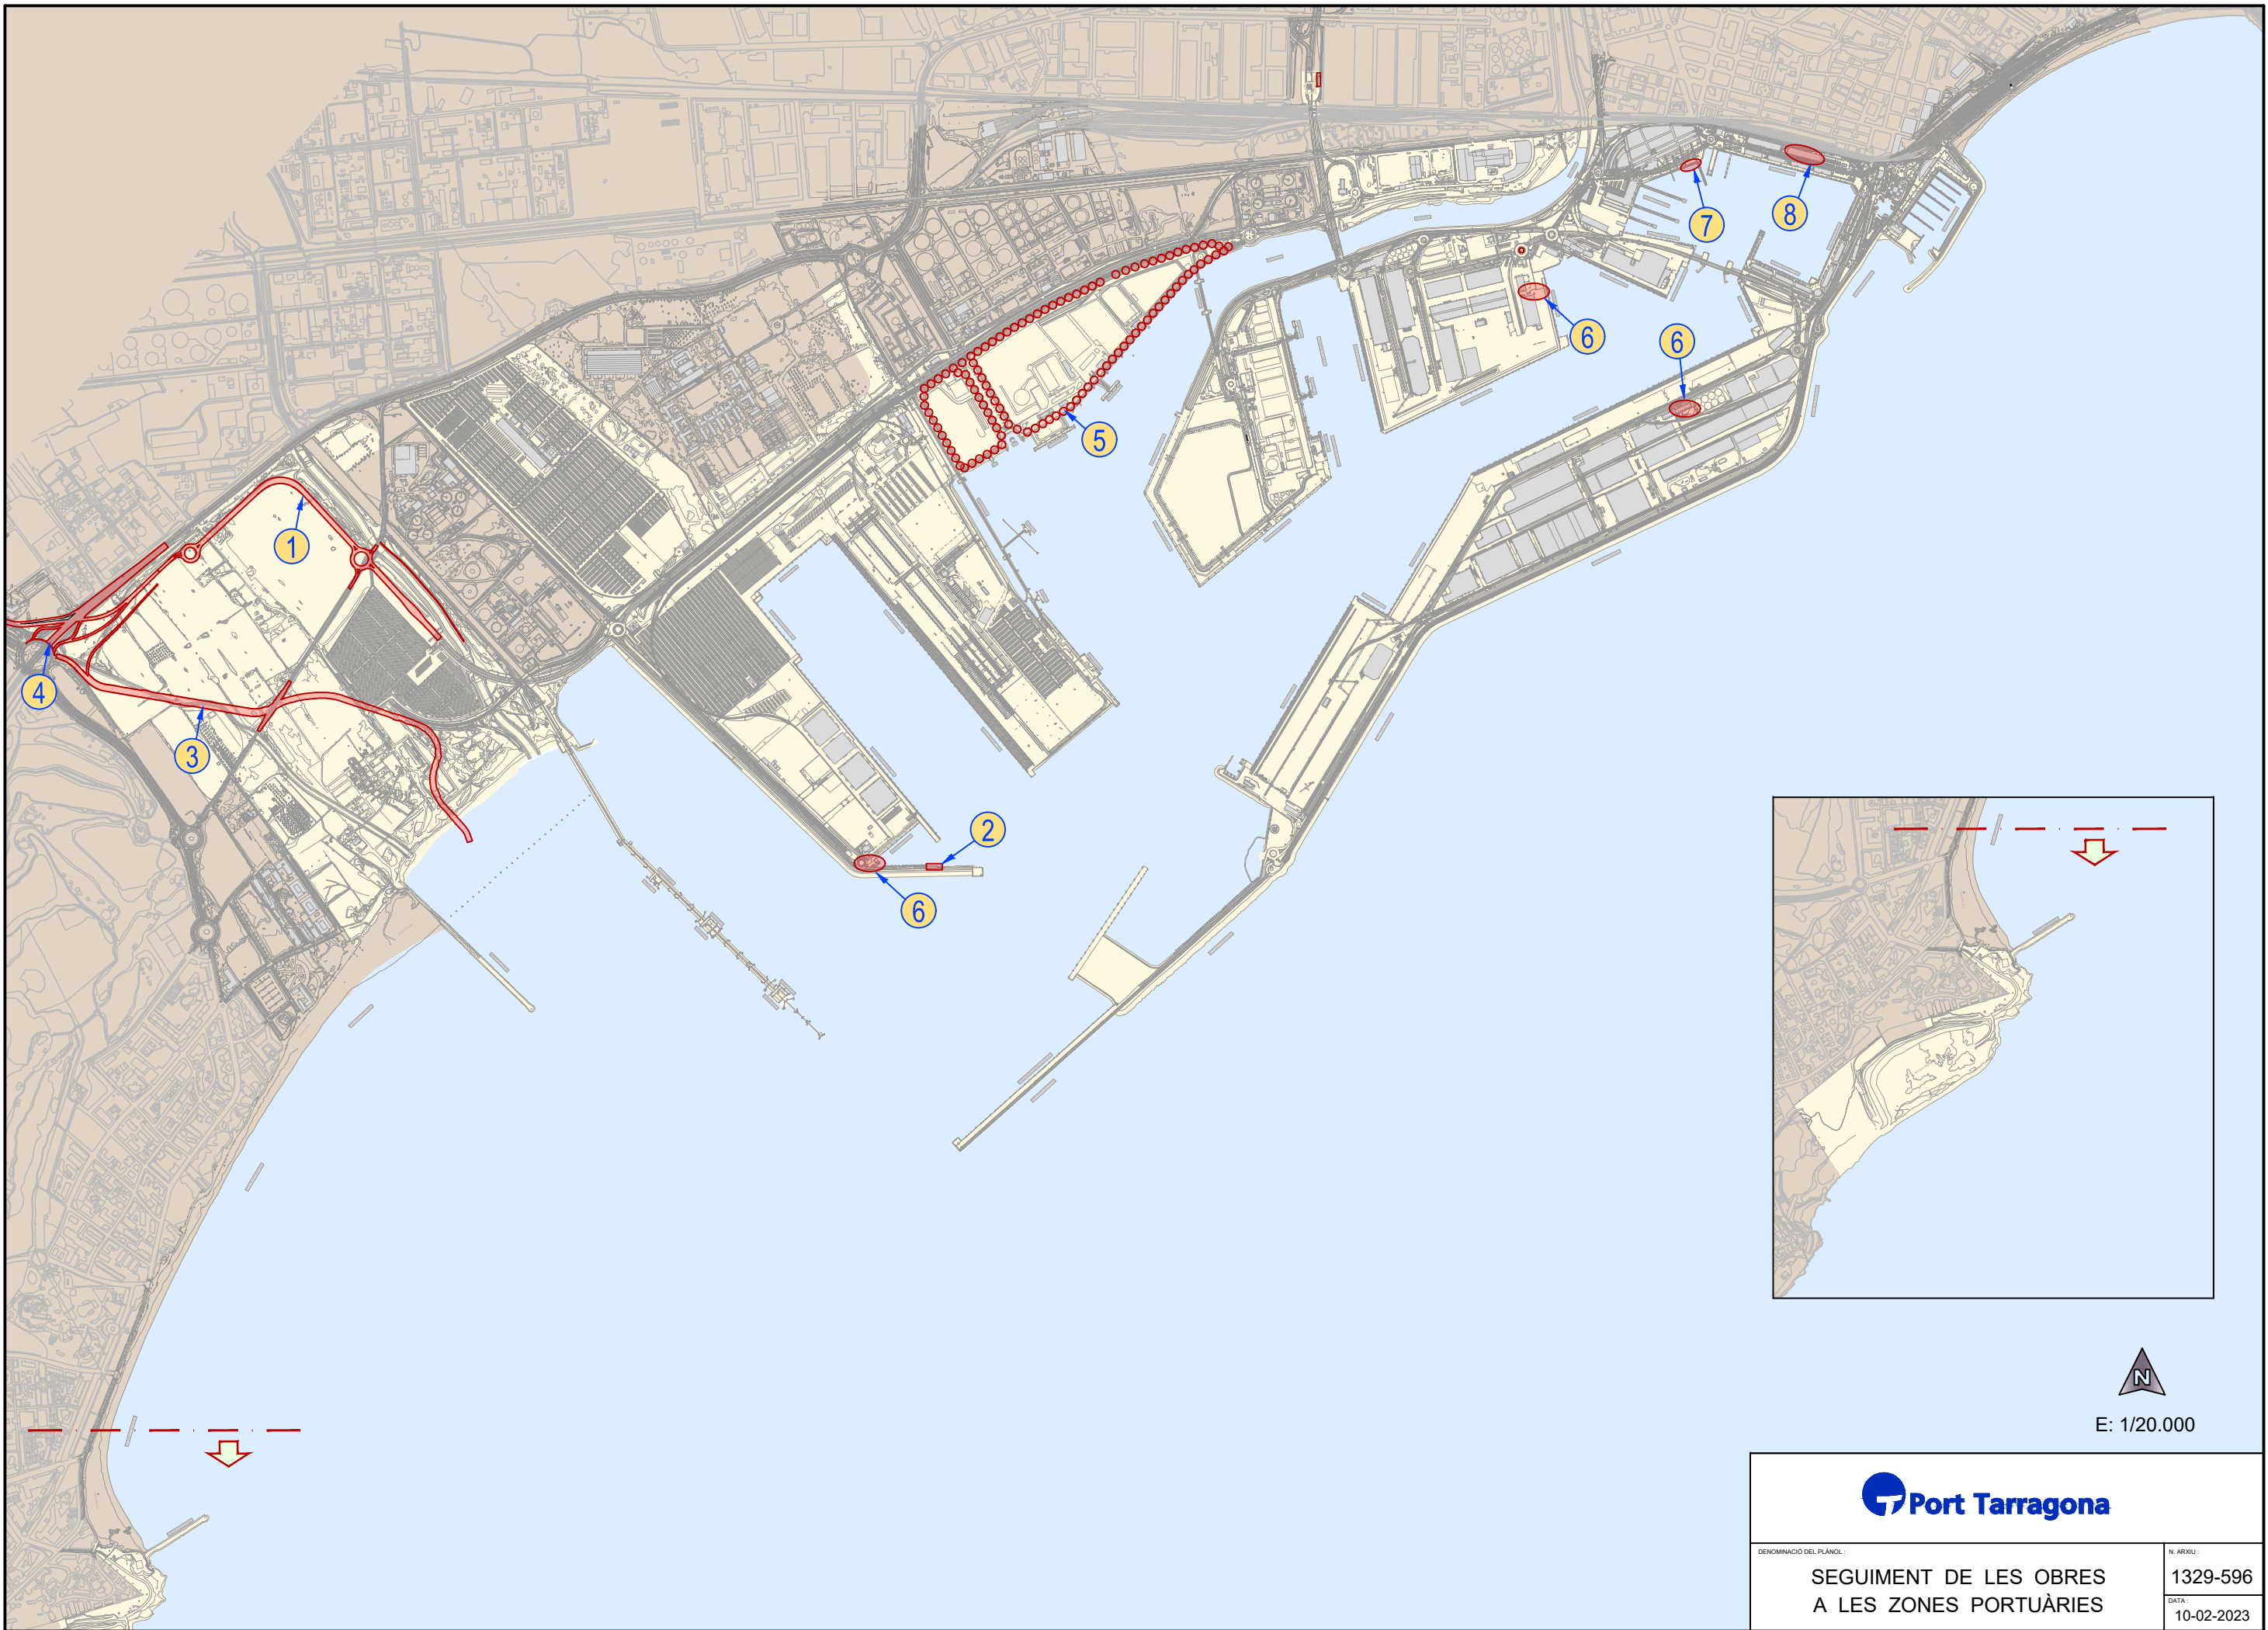 7
8
6
6
5
1
4
3
2
6
N
E: 1/20.000
Port Tarragona
DENOMINACIÓ DEL PLÀNOL :
SEGUIMENT DE LES OBRES
A LES ZONES PORTUÀRIES
N. ARXIU :
1329-596
DATA :
10-02-2023